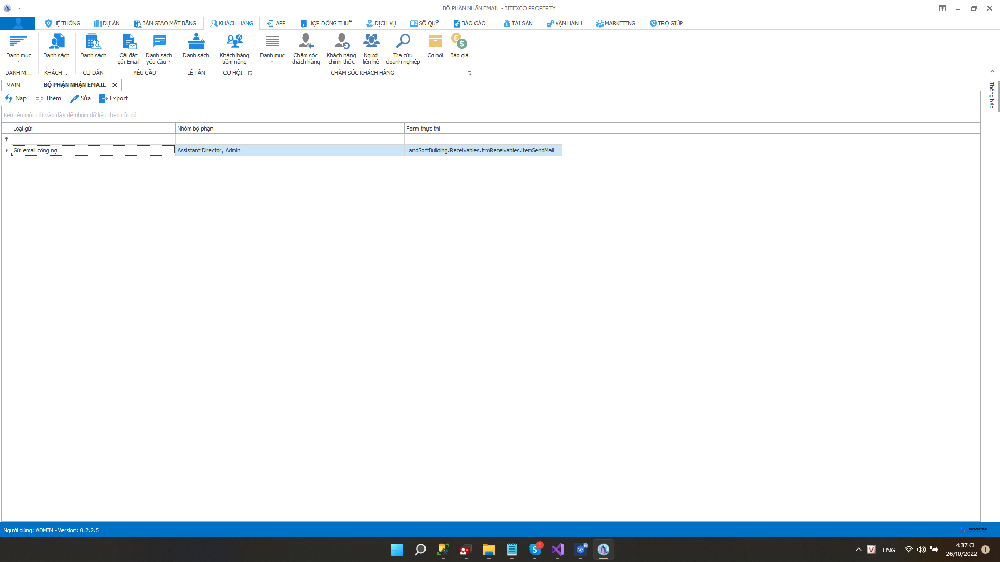 BỘ PHẬN NHẬN EMAIL - BITEXCO PROPERTY
HỆ THỐNG
DỰ ÁN
BÀN GIAO MẶT BẰNG
KHÁCH HÀNG
APP
HỢP ĐỒNG THUÊ
DỊCH VỤ
SỔ QUỸ
BÁO CÁO
TÀI SẢN
VẬN HÀNH
MARKETING
TRỢ GIÚP
Danh mục
Danh sách
Danh sách
Cài đặt
gửi Email
Danh sách
yêu cầu
Danh sách
Khách hàng
tiềm năng
Danh mục
Chăm sóc
khách hàng
Khách hàng
chính thức
Người
liên hệ
Tra cứu
doanh nghiệp
Cơ hội
Báo giá
DANH M...
KHÁCH ...
CƯ DÂN
YÊU CẦU
LỄ TÂN
CƠ HỘI
CHĂM SÓC KHÁCH HÀNG
MAIN
BỘ PHẬN NHẬN EMAIL
Thông báo
Nạp
Thêm
Sửa
Export
Kéo tên một cột vào đây để nhóm dữ liệu theo cột đó
Loại gửi
Nhóm bộ phận
Form thực thi
Gửi email công nợ
Assistant Director, Admin
LandSoftBuilding.Receivables.frmReceivables.itemSendMail
Người dùng: ADMIN - Version: 0.2.2.5
DIP VIETNAM
1
ENG
4:37 CH
26/10/2022
1